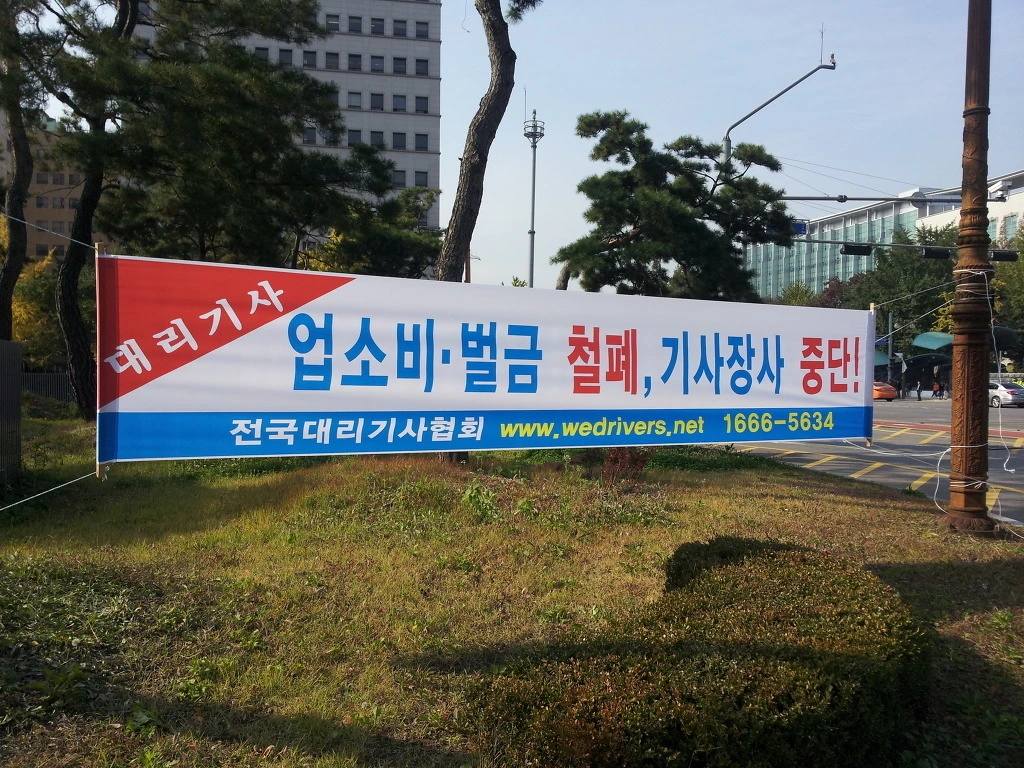 대리기사
업소비·벌금 철폐, 기사장사 중단!
전국대리기사협회 www.wedrivers.net 1666-5634